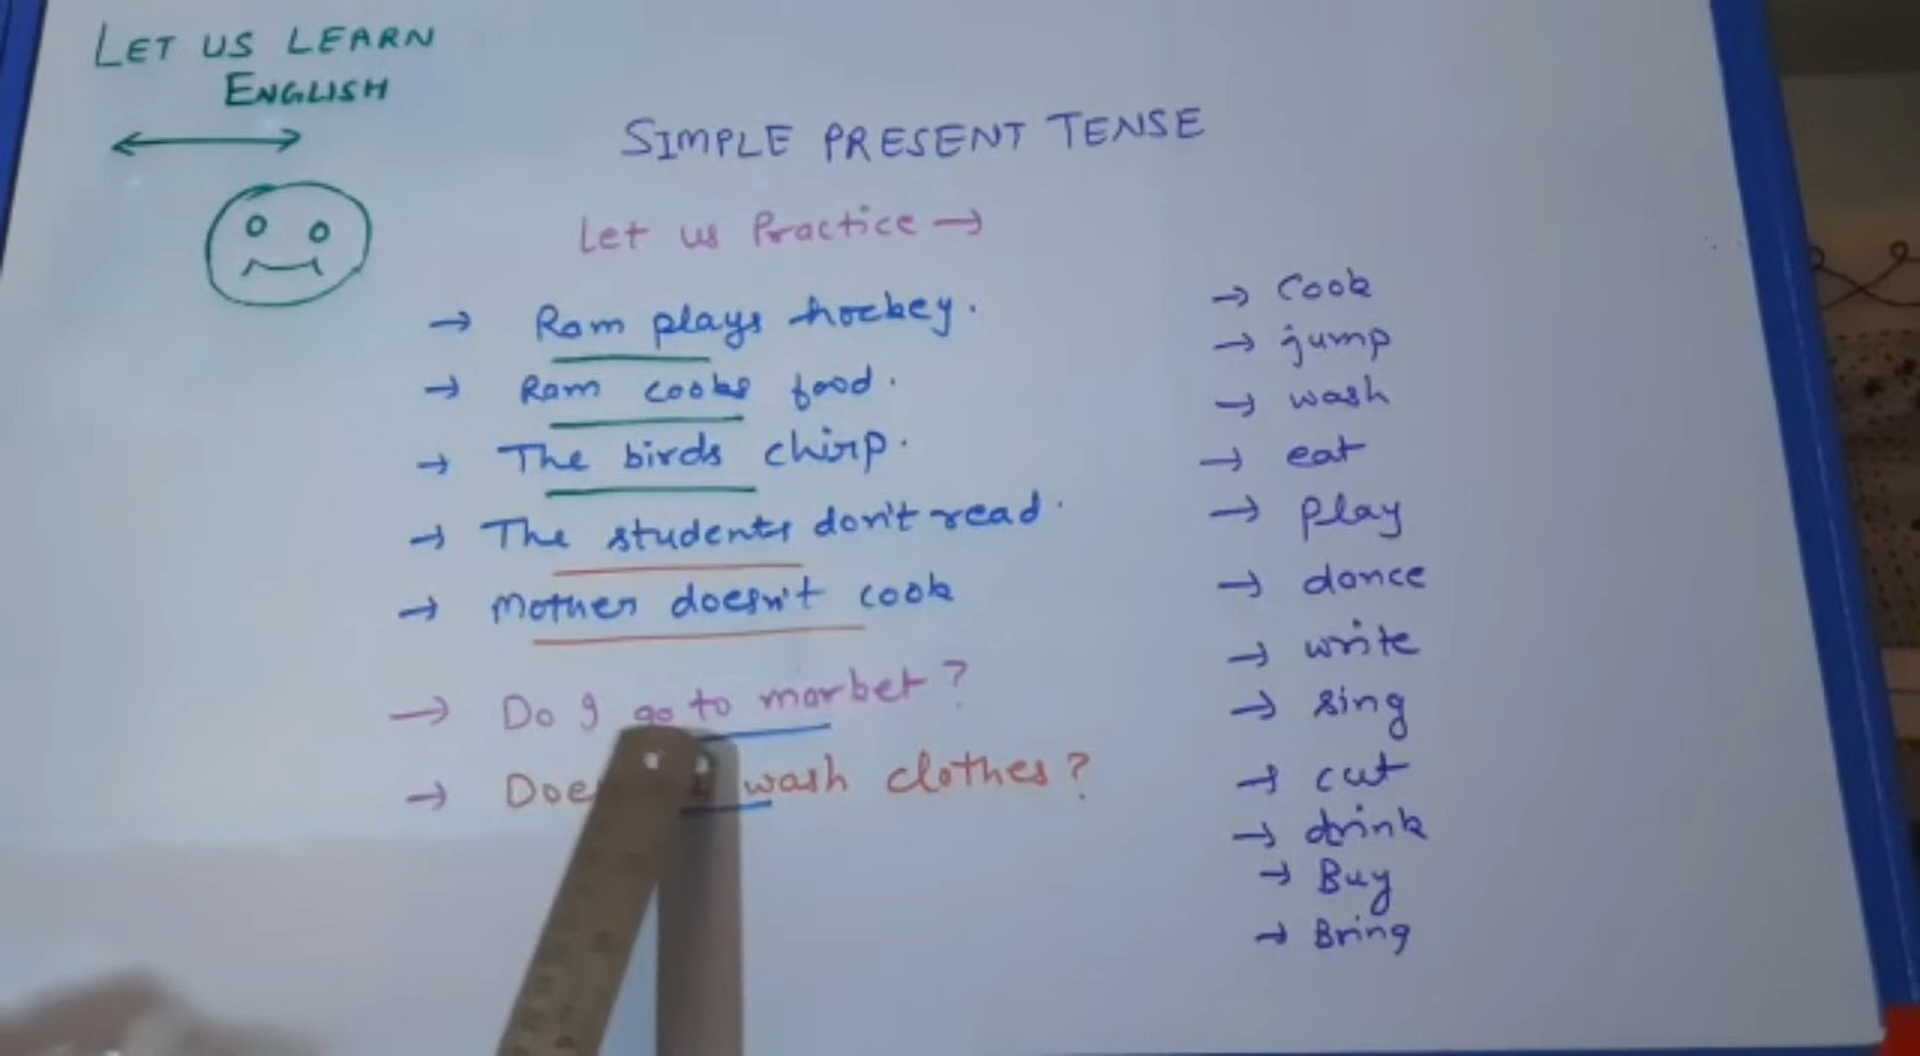 LET US LEARN
ENGLISH
SIMPLE PRESENT TENSE
Let us Practice →
→ Ram plays hockey.
→ Ram cooks food.
→ The birds chirp.
→ The students don't read.
→ Mother doesn't cook
→ Do I go to market?
→ wash clothes?
→ Cook
→ jump
→ wash
→ eat
→ play
→ dance
→ write
→ sing
→ cut
→ drink
→ Buy
→ Bring